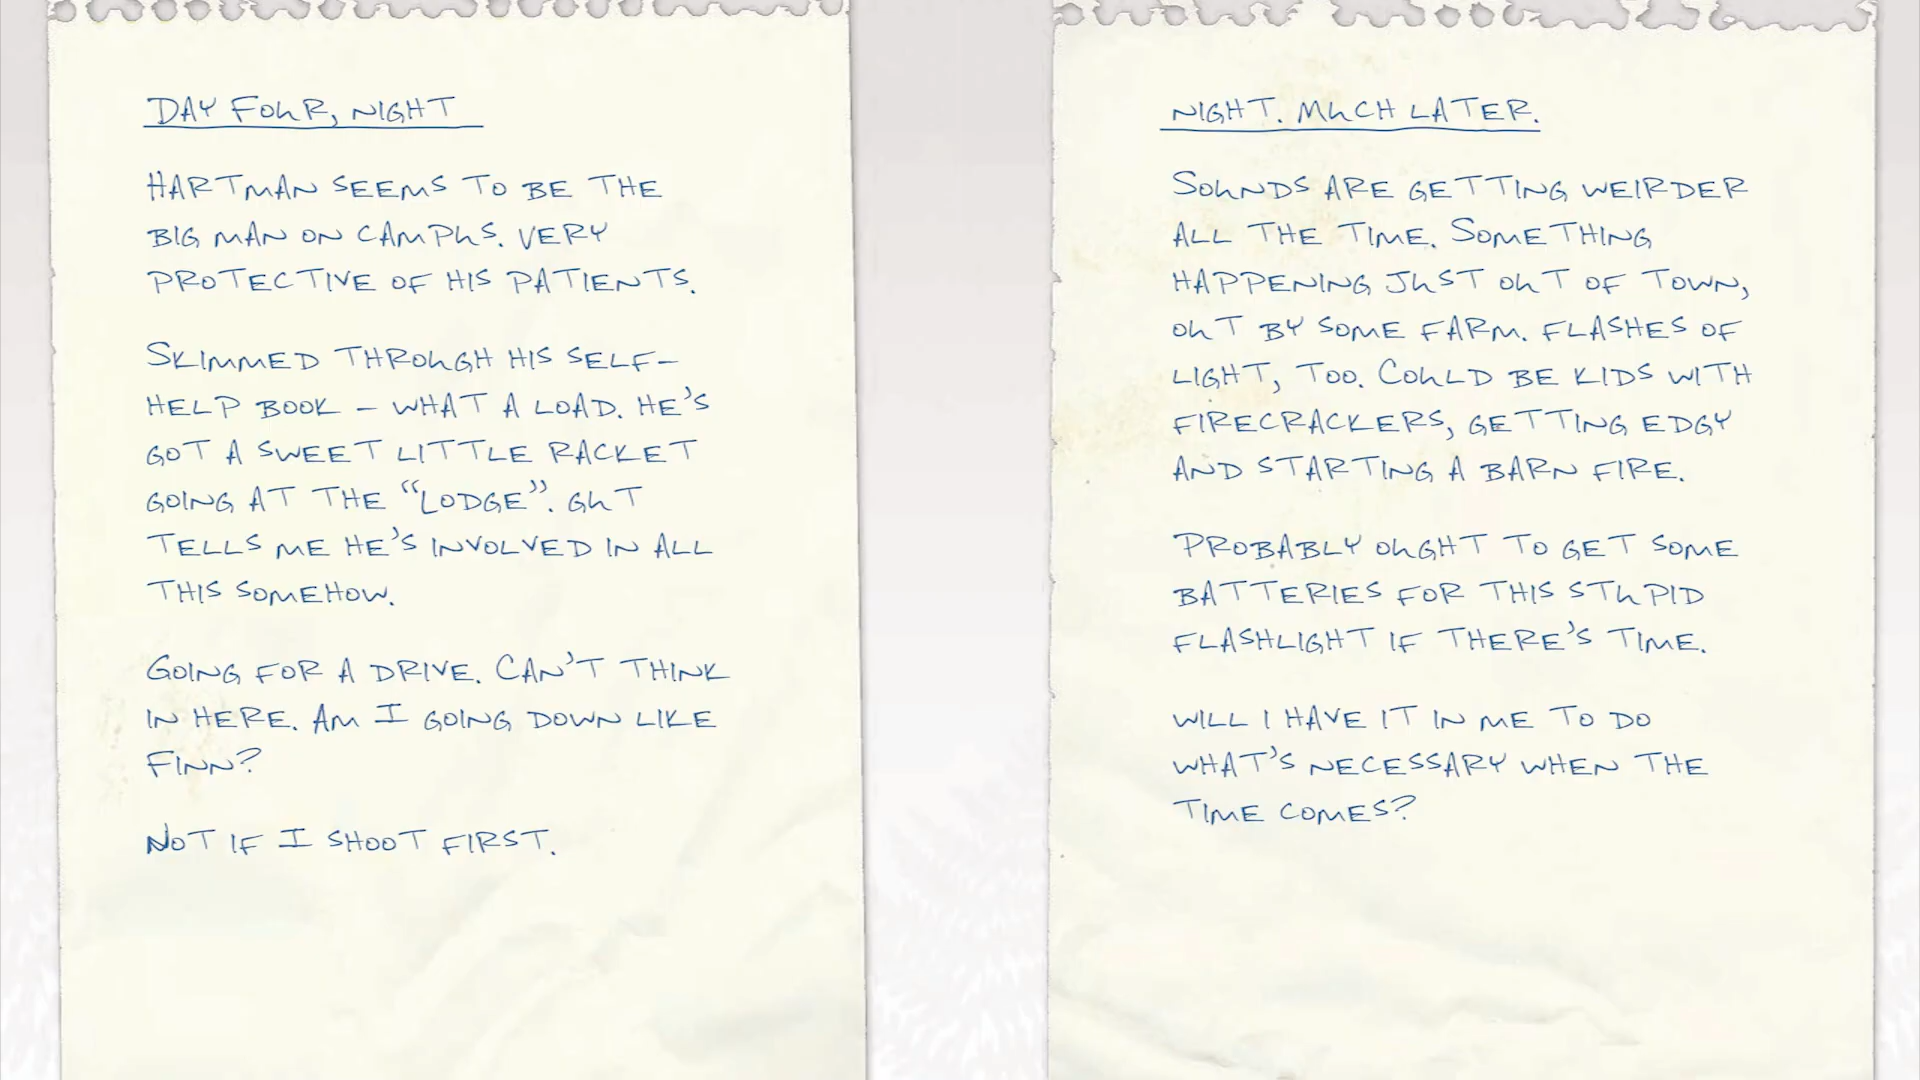 DAY FOUR, NIGHT
HARTMAN SEEMS TO BE THE
BIG MAN ON CAMPUS. VERY
PROTECTIVE OF HIS PATIENTS.
SKIMMED THROUGH HIS SELF-
HELP BOOK – WHAT A LOAD. HE'S
GOT A SWEET LITTLE RACKET
GOING AT THE "LODGE". GUT
TELLS ME HE'S INVOLVED IN ALL
THIS SOMEHOW.
GOING FOR A DRIVE. CAN'T THINK
IN HERE. AM I GOING DOWN LIKE
FINN?
NOT IF I SHOOT FIRST.
NIGHT. MUCH LATER.
SOUNDS ARE GETTING WEIRDER
ALL THE TIME. SOMETHING
HAPPENING JUST OUT OF TOWN,
OUT BY SOME FARM. FLASHES OF
LIGHT, TOO. COULD BE KIDS WITH
FIRECRACKERS, GETTING EDGY
AND STARTING A BARN FIRE.
PROBABLY OUGHT TO GET SOME
BATTERIES FOR THIS STUPID
FLASHLIGHT IF THERE'S TIME.
WILL I HAVE IT IN ME TO DO
WHAT'S NECESSARY WHEN THE
TIME COMES?